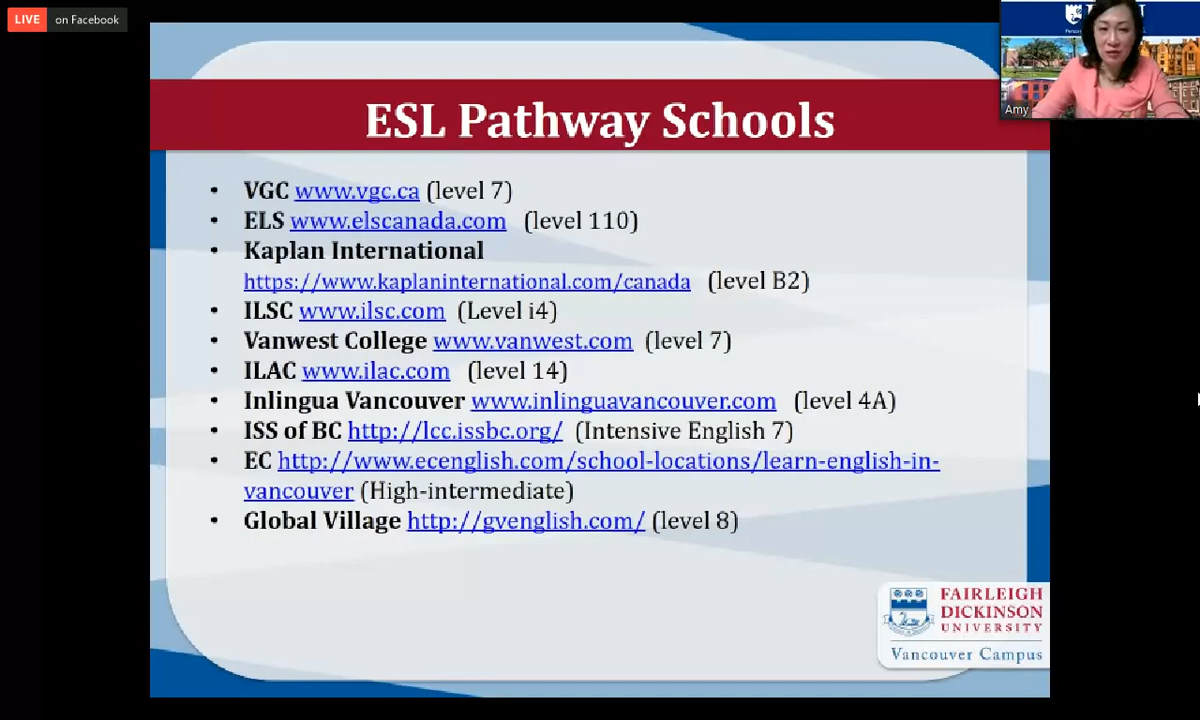 LIVE on Facebook
Amy
ESL Pathway Schools
• VGC www.vgc.ca (level 7)
• ELS www.elscanada.com (level 110)
• Kaplan International
https://www.kaplaninternational.com/canada (level B2)
• ILSC www.ilsc.com (Level i4)
• Vanwest College www.vanwest.com (level 7)
• ILAC www.ilac.com (level 14)
• Inlingua Vancouver www.inlinguavancouver.com (level 4A)
• ISS of BC http://lcc.issbc.org/ (Intensive English 7)
• EC http://www.ecenglish.com/school-locations/learn-english-in-
vancouver (High-intermediate)
• Global Village http://gvenglish.com/ (level 8)
FAIRLEIGH
DICKINSON
UNIVERSITY
Vancouver Campus